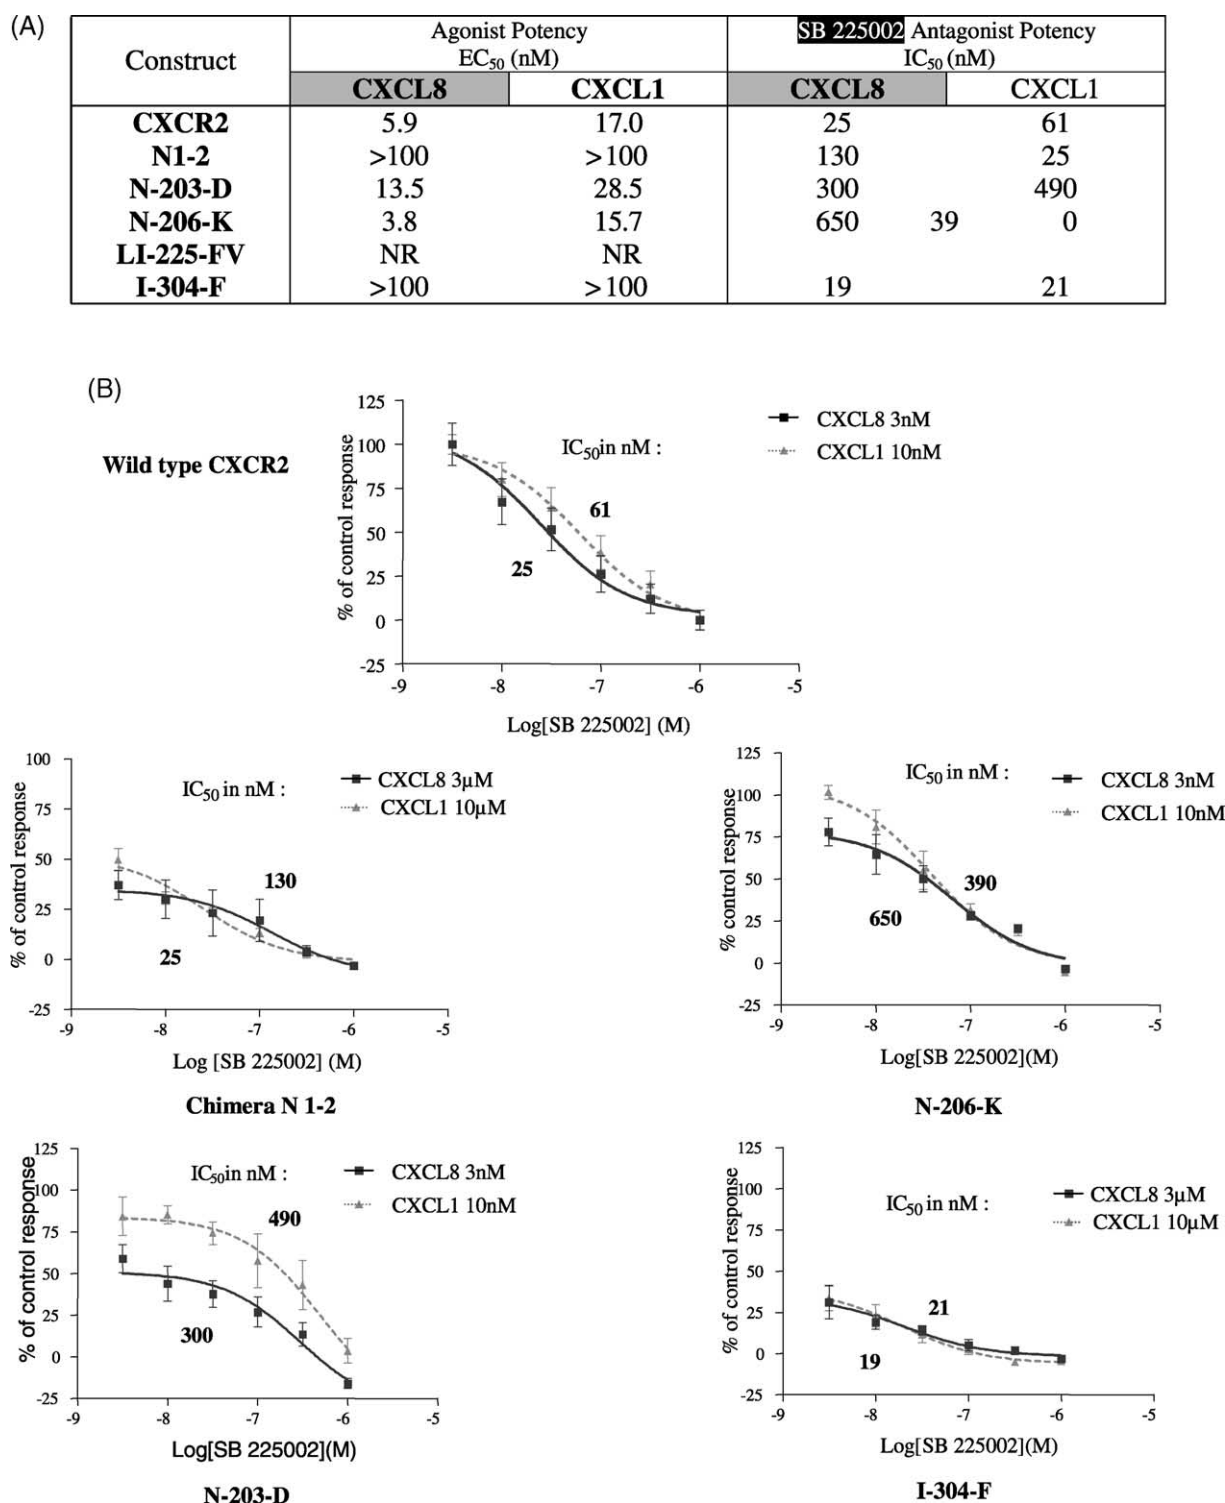 (A)
Construct
Agonist Potency
EC50 (nM)
SB 225002 Antagonist Potency
IC50 (nM)
CXCL8 CXCL1 CXCL8 CXCL1
CXCR2 5.9 17.0 25 61
N1-2 >100 >100 130 25
N-203-D 13.5 28.5 300 490
N-206-K 3.8 15.7 650 39 0
LI-225-FV NR NR
I-304-F >100 >100 19 21
(B)
Wild type CXCR2
% of control response
125
100
75
50
25
0
-25
-9 -8 -7 -6 -5
Log[SB 225002] (M)
IC50in nM :
CXCL8 3nM
CXCL1 10nM
61
25
% of control response
100
75
50
25
0
-25
-9 -8 -7 -6 -5
Log [SB 225002] (M)
IC50 in nM :
CXCL8 3µM
CXCL1 10µM
130
25
Chimera N 1-2
% control response
125
100
75
50
25
0
-25
-9 -8 -7 -6 -5
Log[SB 225002](M)
IC50 in nM :
CXCL8 3nM
CXCL1 10nM
390
650
N-206-K
% of control response
125
100
75
50
25
0
-25
-9 -8 -7 -6 -5
Log[SB 225002](M)
IC50in nM :
CXCL8 3nM
CXCL1 10nM
490
300
N-203-D
% of control response
125
100
75
50
25
0
-25
-9 -8 -7 -6 -5
Log[SB 225002](M)
IC50 in nM :
CXCL8 3µM
CXCL1 10µM
21
19
I-304-F